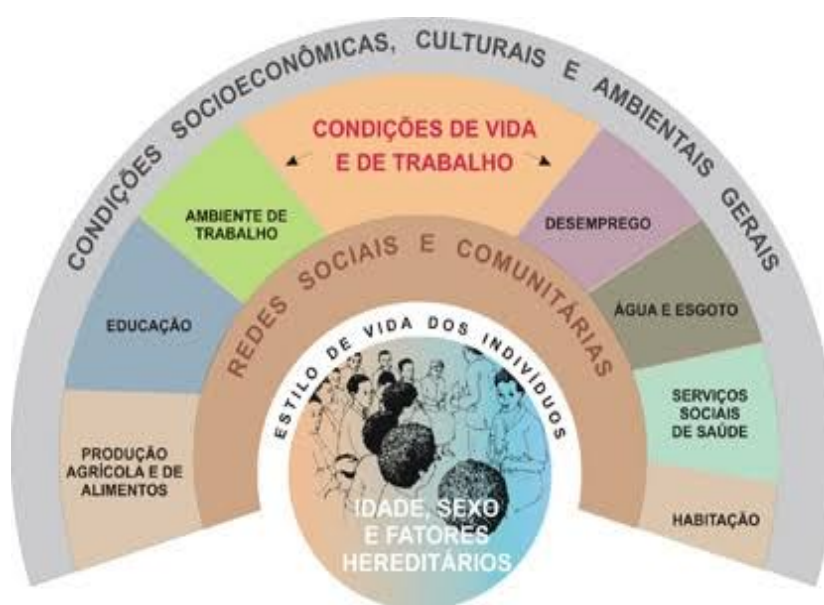 CONDIÇÕES SOCIOECONÔMICAS, CULTURAIS E AMBIENTAIS GERAIS
CONDIÇÕES DE VIDA
E DE TRABALHO
AMBIENTE DE
TRABALHO
DESEMPREGO
REDES SOCIAIS E COMUNITÁRIAS
EDUCAÇÃO
ÁGUA E ESGOTO
ESTILO DE VIDA DOS INDIVÍDUOS
SERVIÇOS
SOCIAIS
DE SAÚDE
PRODUÇÃO
AGRÍCOLA E DE
ALIMENTOS
HABITAÇÃO
IDADE, SEXO
E FATORES
HEREDITÁRIOS